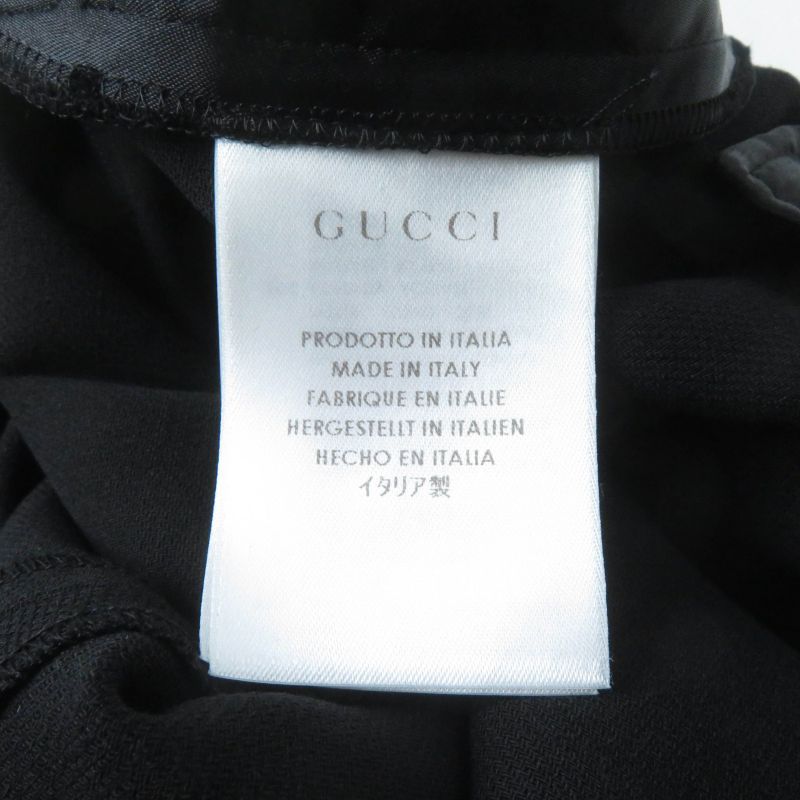 GUCCI
PRODOTTO IN ITALIA
MADE IN ITALY
FABRIQUE EN ITALIE
HERGESTELLT IN ITALIEN
HECHO EN ITALIA
イタリア製